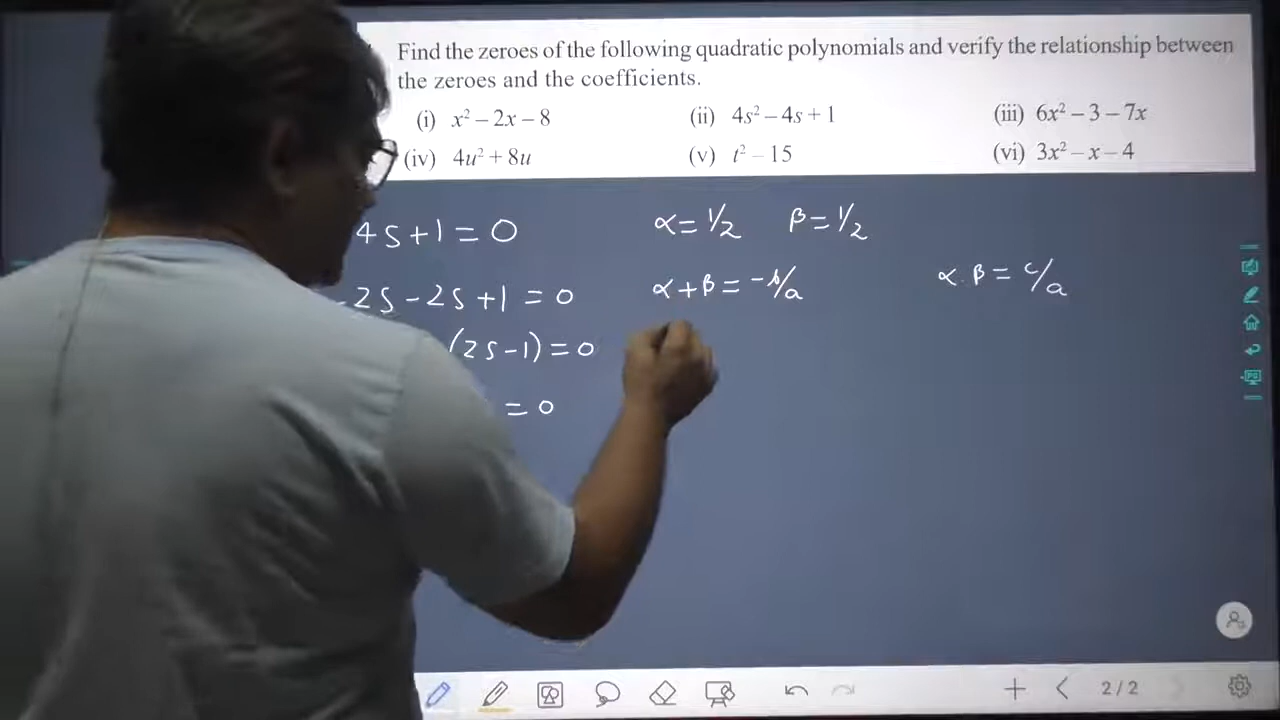 Find the zeroes of the following quadratic polynomials and verify the relationship between
the zeroes and the coefficients.
(i) x² – 2x – 8 (ii) 4s² – 4s + 1 (iii) 6x² – 3 – 7x
(iv) 4u² + 8u (v) t² – 15 (vi) 3x² – x – 4
4s+1=0
-2s-2s+1=0
(2s-1)=0
=0
α=1/2 β=1/2
α+β=-b/a
α.β=c/a
2/2